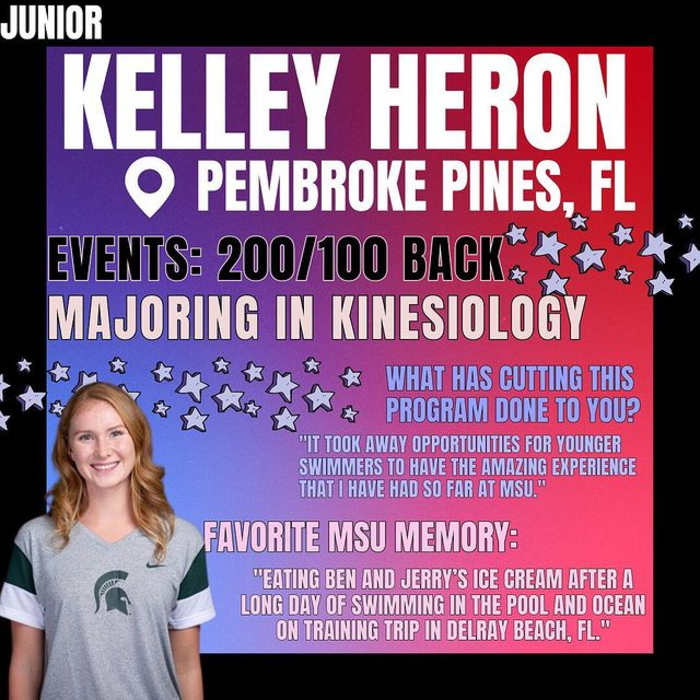 JUNIOR
KELLEY HERON
PEMBROKE PINES, FL
EVENTS: 200/100 BACK
MAJORING IN KINESIOLOGY
WHAT HAS CUTTING THIS
PROGRAM DONE TO YOU?
"IT TOOK AWAY OPPORTUNITIES FOR YOUNGER
SWIMMERS TO HAVE THE AMAZING EXPERIENCE
THAT I HAVE HAD SO FAR AT MSU."
FAVORITE MSU MEMORY:
"EATING BEN AND JERRY'S ICE CREAM AFTER A
LONG DAY OF SWIMMING IN THE POOL AND OCEAN
ON TRAINING TRIP IN DELRAY BEACH, FL."